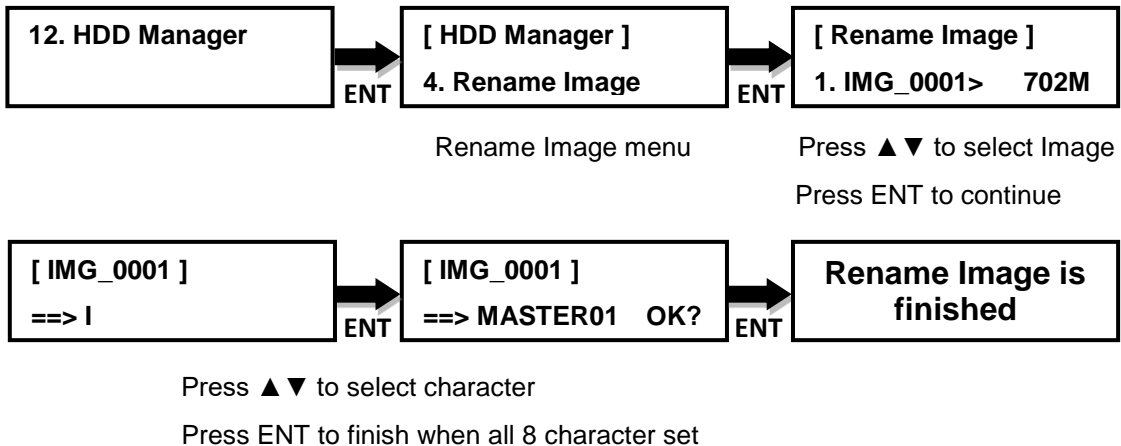 12. HDD Manager
ENT
[ HDD Manager ]
4. Rename Image
ENT
[ Rename Image ]
1. IMG_0001> 702M
Rename Image menu
Press ▲▼ to select Image
Press ENT to continue
[ IMG_0001 ]
==> I
ENT
[ IMG_0001 ]
==> MASTER01 OK?
ENT
Rename Image is
finished
Press ▲▼ to select character
Press ENT to finish when all 8 character set